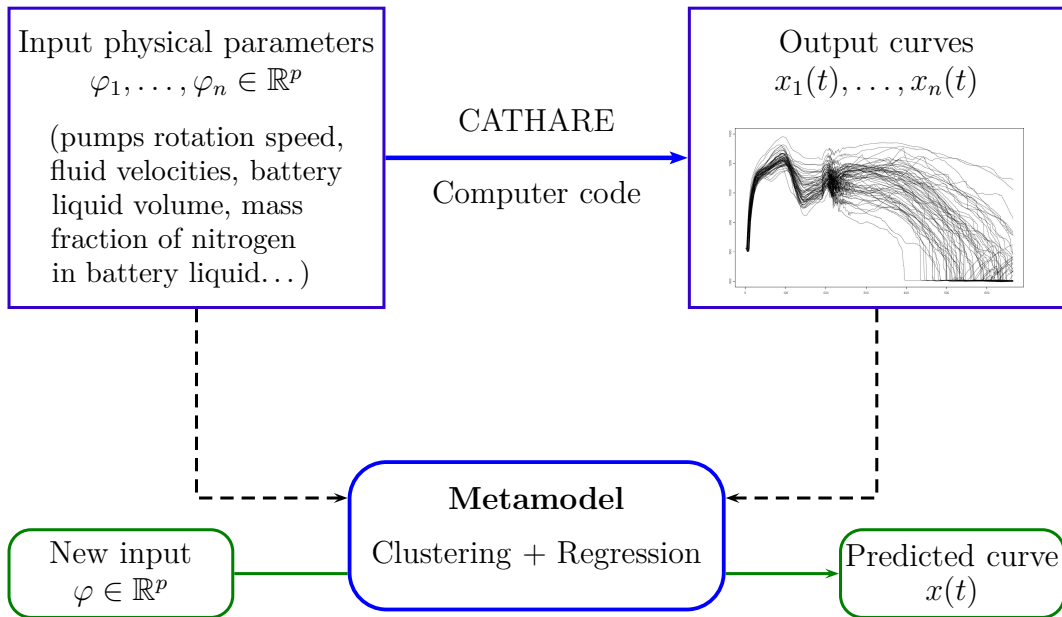 Input physical parameters
φ₁, . . . , φₙ ∈ ℝᵖ
(pumps rotation speed,
fluid velocities, battery
liquid volume, mass
fraction of nitrogen
in battery liquid. . . )
CATHARE
Computer code
Output curves
x₁(t), . . . , xₙ(t)
Metamodel
Clustering + Regression
New input
φ ∈ ℝᵖ
Predicted curve
x(t)